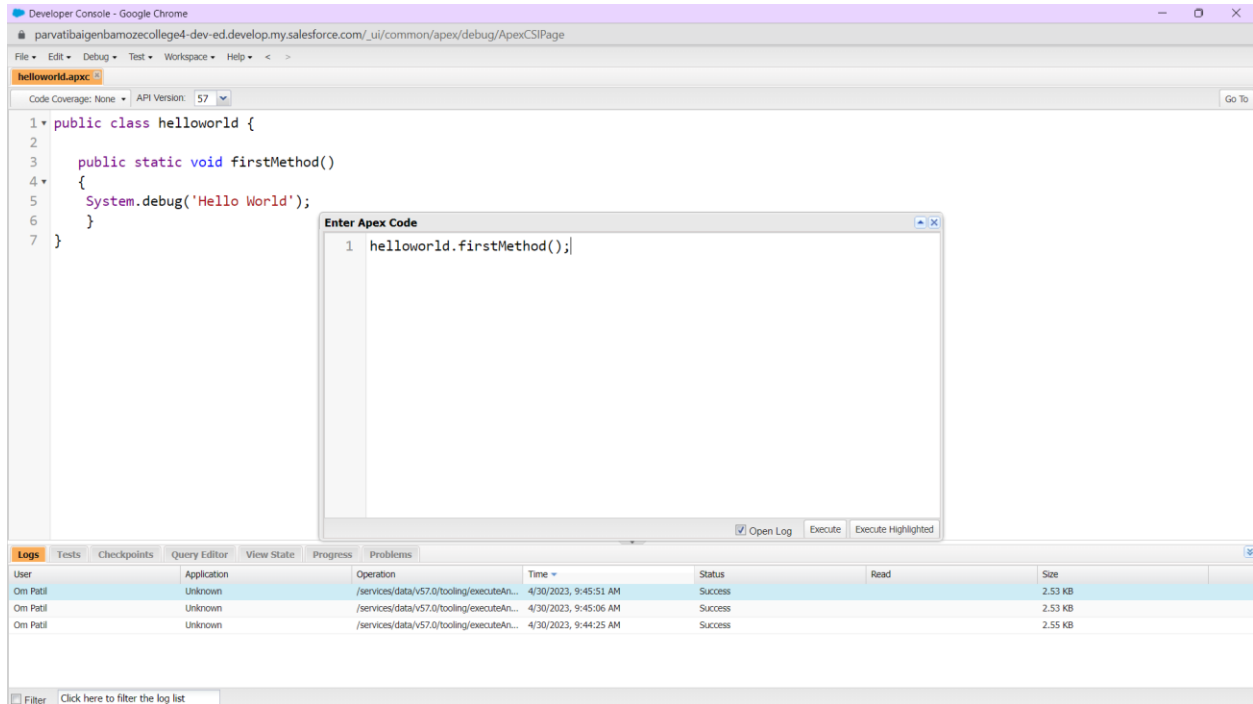 Developer Console - Google Chrome
parvatibaigenbamozecollege4-dev-ed.develop.my.salesforce.com/_ui/common/apex/debug/ApexCSIPage
File Edit Debug Test Workspace Help < >
helloworld.apxc
Code Coverage: None API Version: 57 Go To
1 public class helloworld {
2
3 public static void firstMethod()
4 {
5 System.debug('Hello World');
6 }
7 }
Enter Apex Code
1 helloworld.firstMethod();
Open Log Execute Execute Highlighted
Logs Tests Checkpoints Query Editor View State Progress Problems
User Application Operation Time Status Read Size
Om Patil Unknown /services/data/v57.0/tooling/executeAn... 4/30/2023, 9:45:51 AM Success 2.53 KB
Om Patil Unknown /services/data/v57.0/tooling/executeAn... 4/30/2023, 9:45:06 AM Success 2.53 KB
Om Patil Unknown /services/data/v57.0/tooling/executeAn... 4/30/2023, 9:44:25 AM Success 2.55 KB
Filter Click here to filter the log list